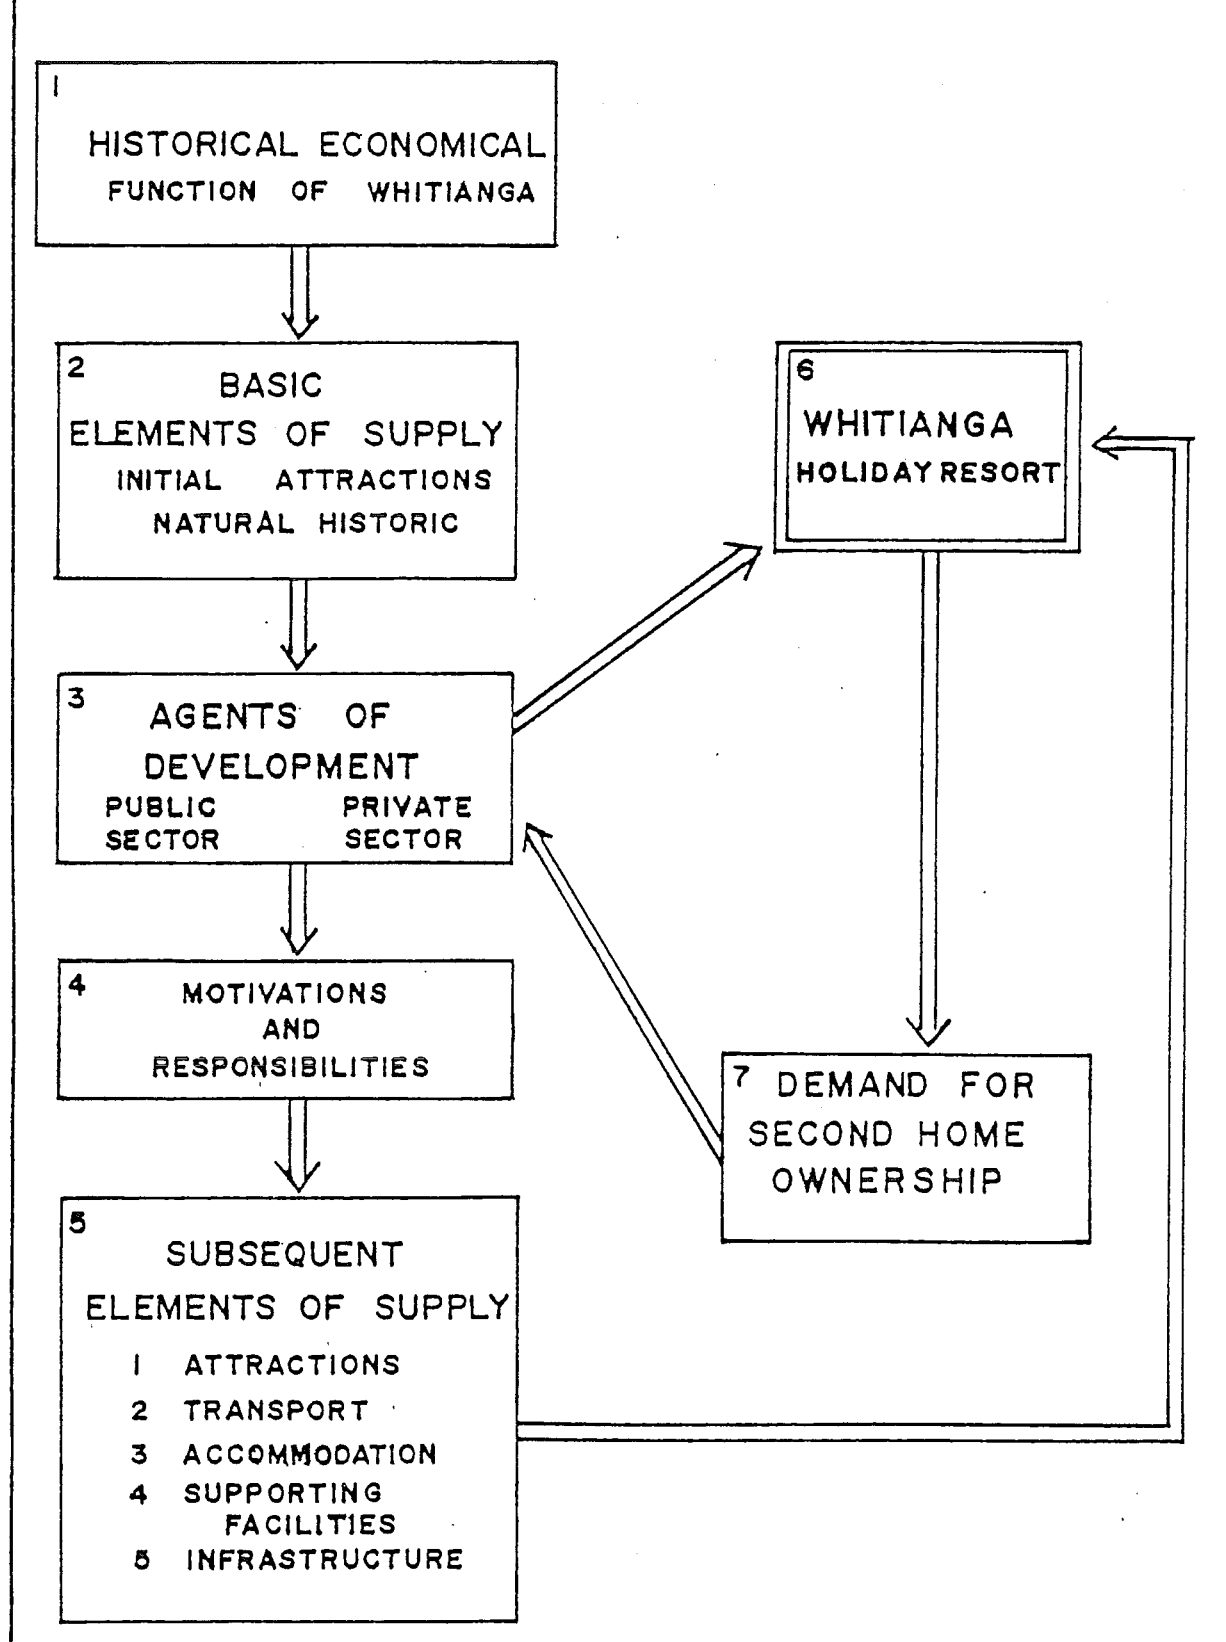 1
HISTORICAL ECONOMICAL
FUNCTION OF WHITIANGA
2
BASIC
ELEMENTS OF SUPPLY
INITIAL ATTRACTIONS
NATURAL HISTORIC
3
AGENTS OF
DEVELOPMENT
PUBLIC PRIVATE
SECTOR SECTOR
4
MOTIVATIONS
AND
RESPONSIBILITIES
5
SUBSEQUENT
ELEMENTS OF SUPPLY
1 ATTRACTIONS
2 TRANSPORT
3 ACCOMMODATION
4 SUPPORTING
FACILITIES
5 INFRASTRUCTURE
6
WHITIANGA
HOLIDAY RESORT
7 DEMAND FOR
SECOND HOME
OWNERSHIP